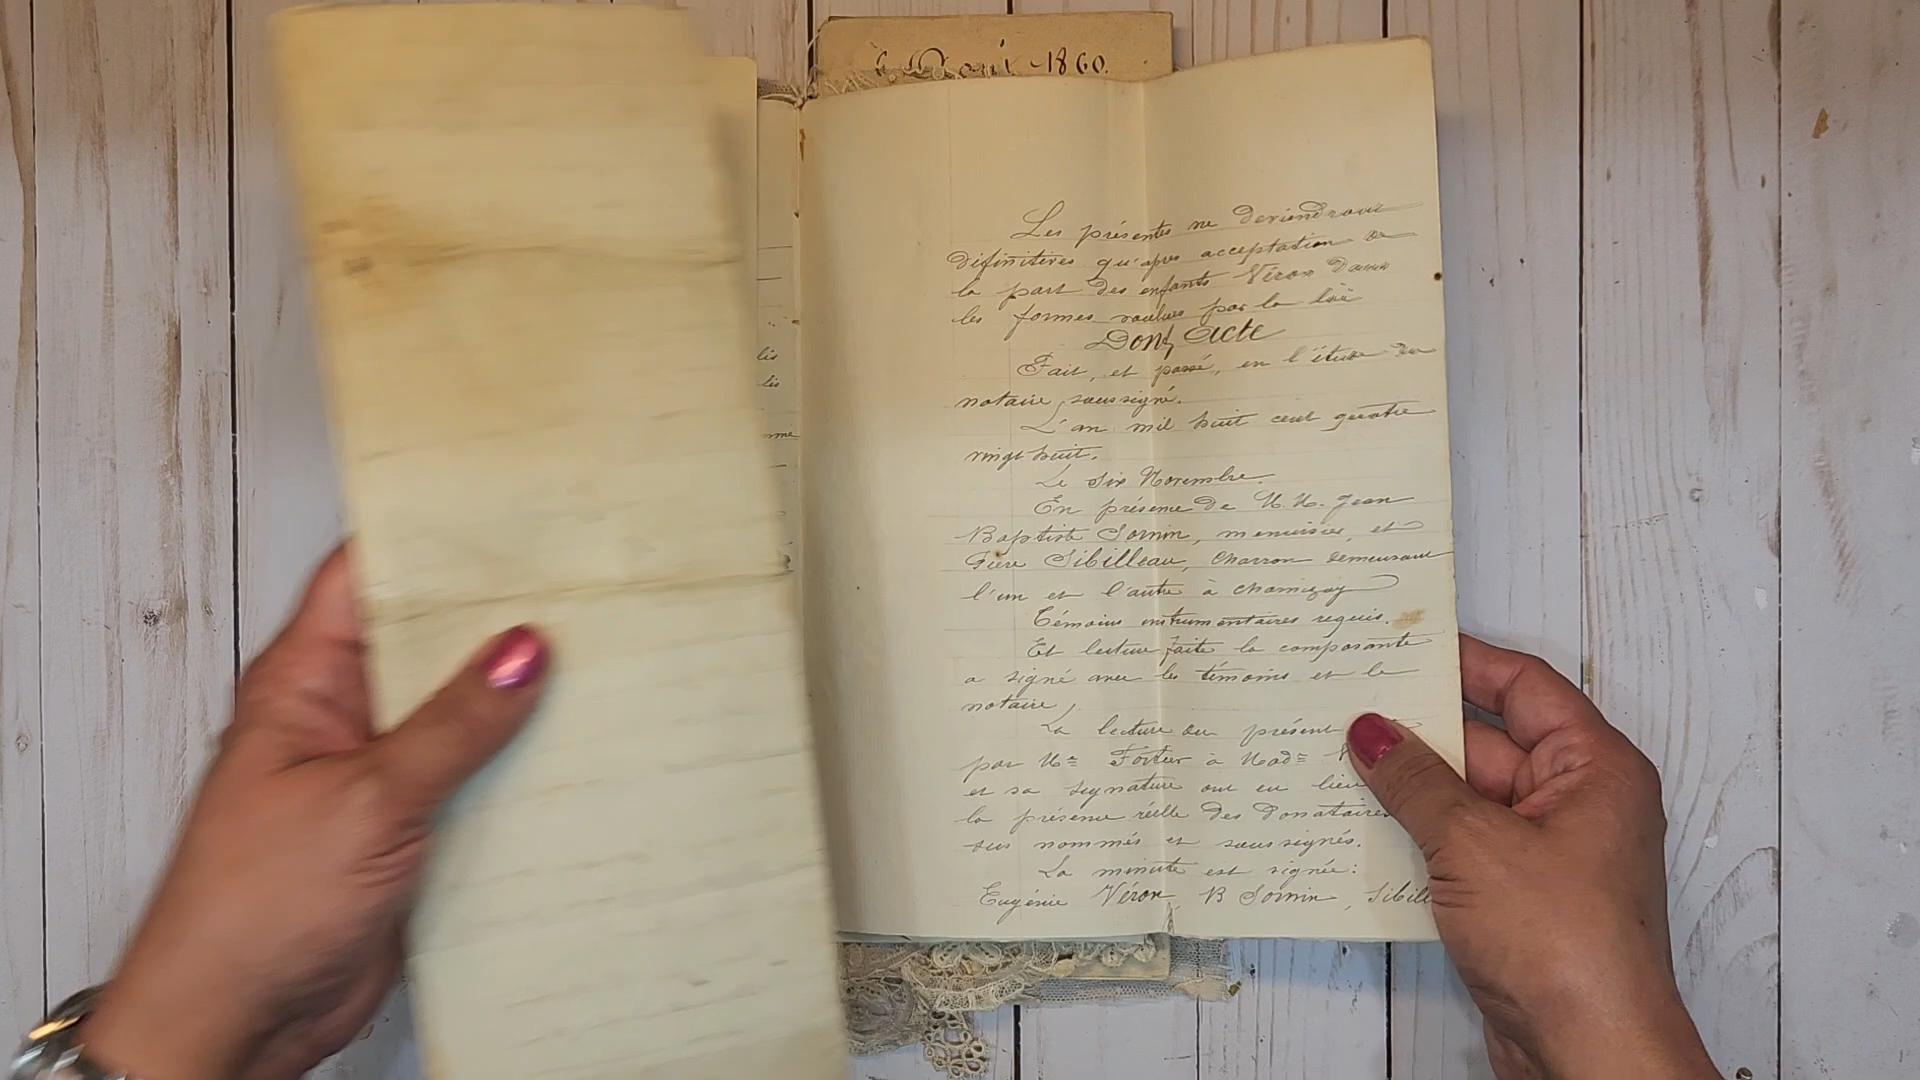 1860.
Les présentes ne deviendront
définitives qu'après acceptation de
la part des enfants Véron dans
les formes voulues par la loi
Dont Acte
Fait, et passé, en l'étude du
notaire soussigné.
L'an mil huit cent quatre
vingt huit.
Le six Novembre.
En présence de M.M. Jean
Baptiste Sornin, menuisier, et
Pierre Sibilleau, charron demeurant
l'un et l'autre à
Témoins instrumentaires requis.
Et lecture faite la composante
a signé avec les témoins et le
notaire
La lecture du présent
par Me Fortier à Made
et sa signature ont eu lieu
la présence réelle des Donataires
sus nommés et soussignés.
La minute est signée:
Eugénie Véron, B Sornin, Sibill